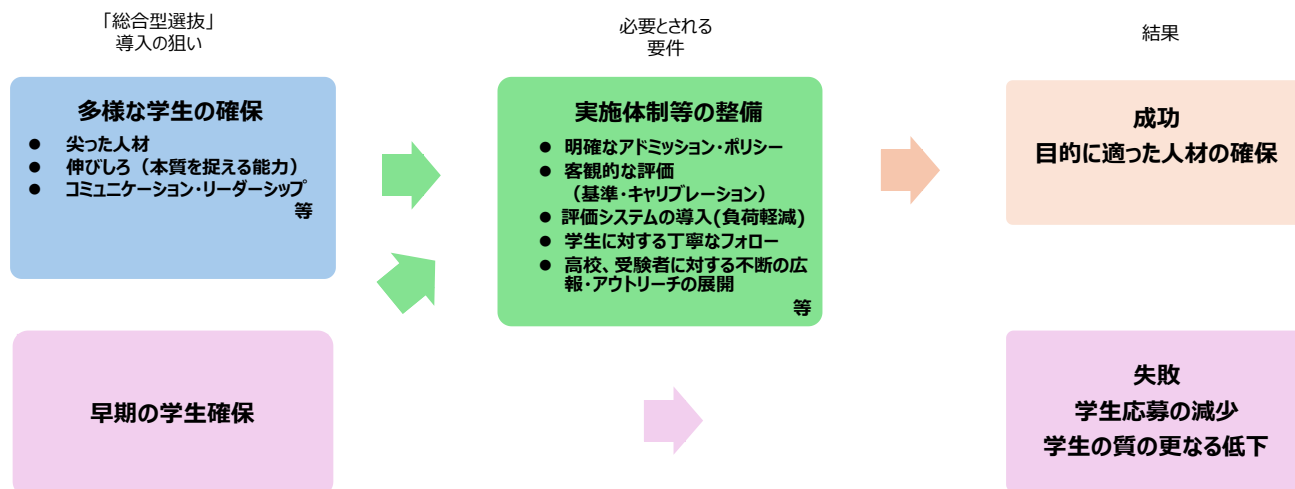 「総合型選抜」
導入の狙い
必要とされる
要件
結果
多様な学生の確保
● 尖った人材
● 伸びしろ（本質を捉える能力）
● コミュニケーション・リーダーシップ
等
実施体制等の整備
● 明確なアドミッション・ポリシー
● 客観的な評価
（基準・キャリブレーション）
● 評価システムの導入(負荷軽減)
● 学生に対する丁寧なフォロー
● 高校、受験者に対する不断の広
報・アウトリーチの展開
等
成功
目的に適った人材の確保
早期の学生確保
失敗
学生応募の減少
学生の質の更なる低下